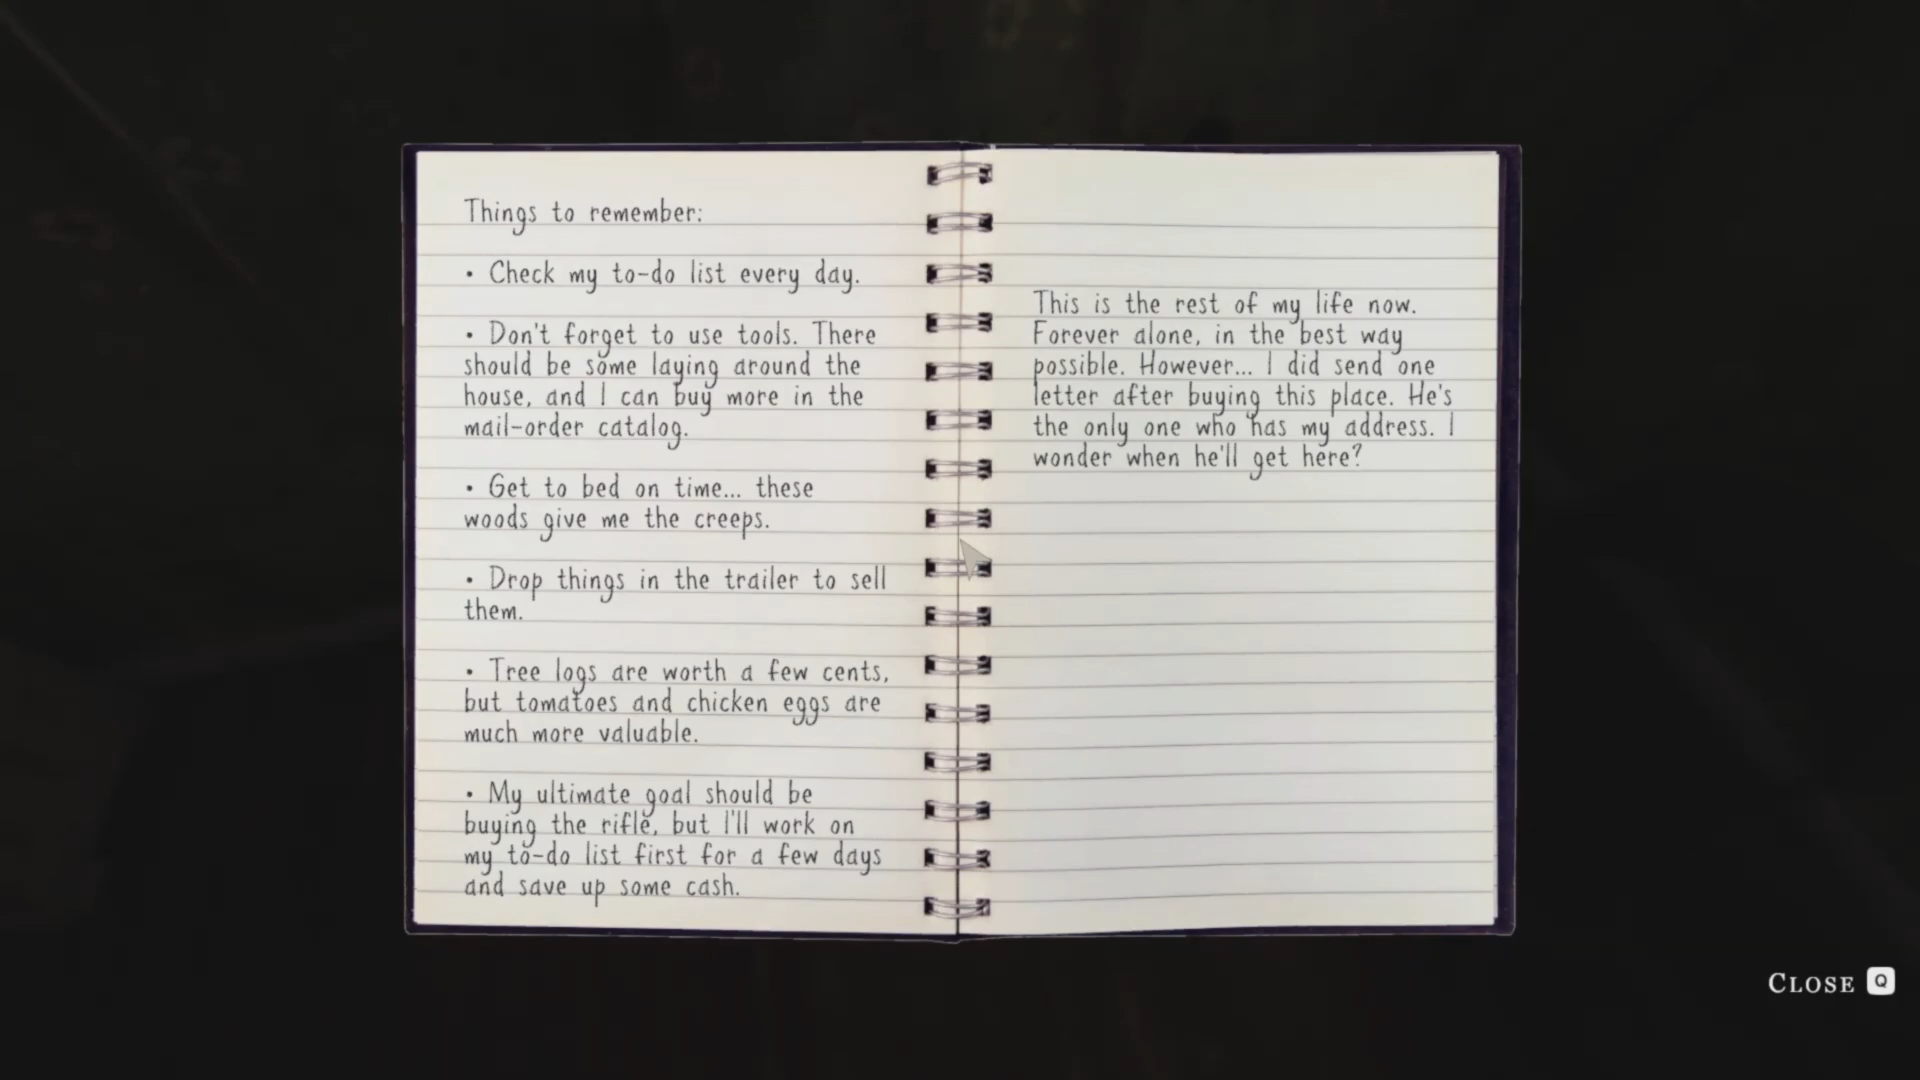 Things to remember:
• Check my to-do list every day.
• Don't forget to use tools. There
should be some laying around the
house, and I can buy more in the
mail-order catalog.
• Get to bed on time... these
woods give me the creeps.
• Drop things in the trailer to sell
them.
• Tree logs are worth a few cents,
but tomatoes and chicken eggs are
much more valuable.
• My ultimate goal should be
buying the rifle, but I'll work on
my to-do list first for a few days
and save up some cash.
This is the rest of my life now.
Forever alone, in the best way
possible. However... I did send one
letter after buying this place. He's
the only one who has my address. I
wonder when he'll get here?
CLOSE Q